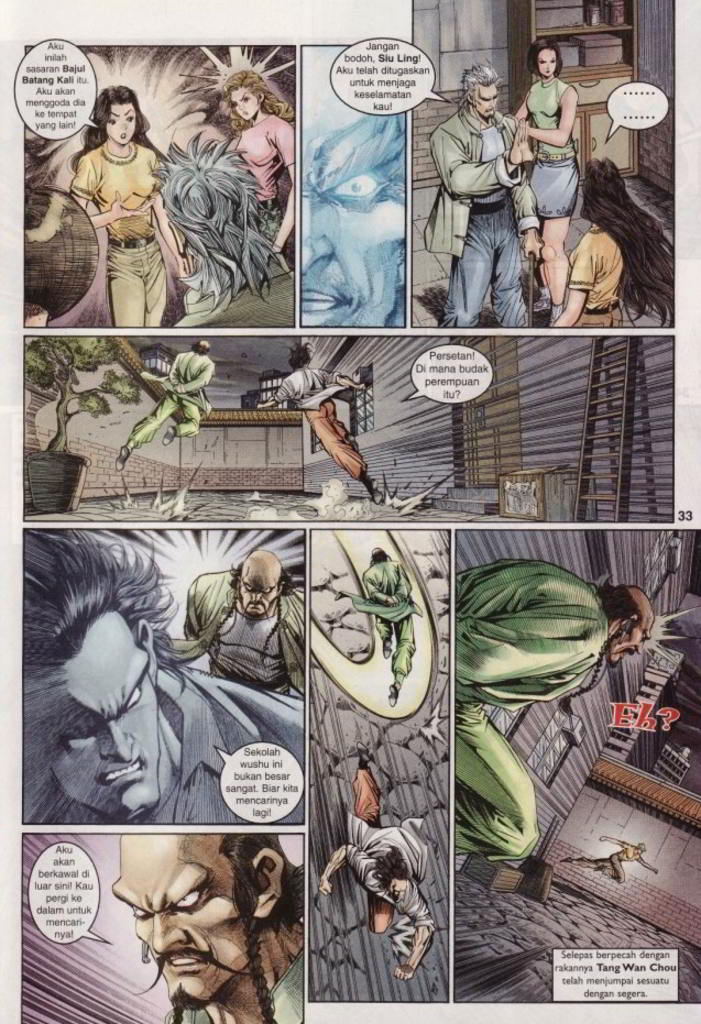 Aku
inilah
sasaran Bajul
Batang Kali itu.
Aku akan
menggoda dia
ke tempat
yang lain!
Jangan
bodoh, Siu Ling!
Aku telah ditugaskan
untuk menjaga
keselamatan
kau!
......
......
Persetan!
Di mana budak
perempuan
itu?
33
Sekolah
wushu ini
bukan besar
sangat. Biar kita
mencarinya
lagi!
Aku
akan
berkawal di
luar sini! Kau
pergi ke
dalam untuk
mencari-
nya!
Eh?
Selepas berpecah dengan
rakannya Tang Wan Chou
telah menjumpai sesuatu
dengan segera.